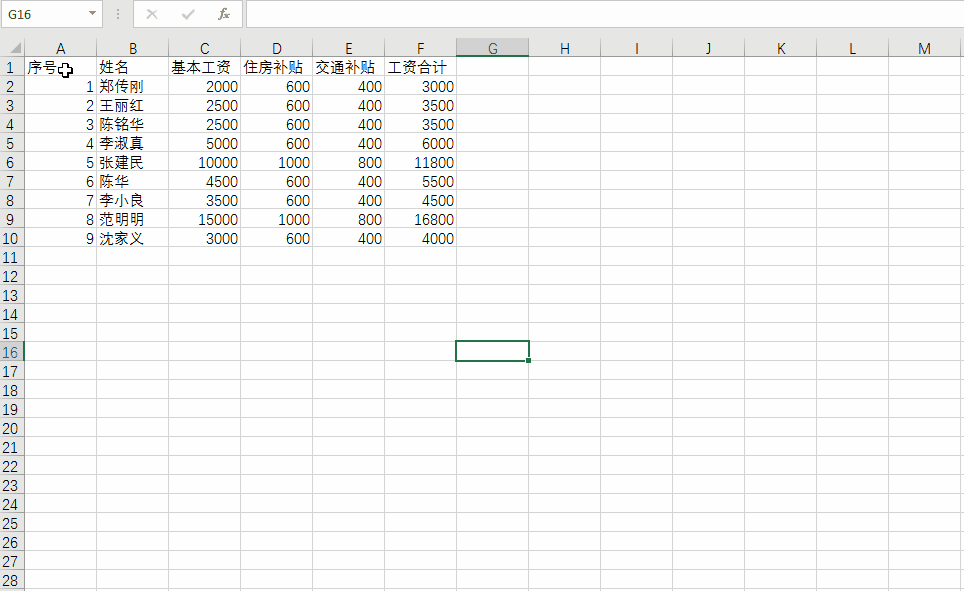 G16 fx
A B C D E F G H I J K L M
1 序号 姓名 基本工资 住房补贴 交通补贴 工资合计
2 1 郑传刚 2000 600 400 3000
3 2 王丽红 2500 600 400 3500
4 3 陈铭华 2500 600 400 3500
5 4 李淑真 5000 600 400 6000
6 5 张建民 10000 1000 800 11800
7 6 陈华 4500 600 400 5500
8 7 李小良 3500 600 400 4500
9 8 范明明 15000 1000 800 16800
10 9 沈家义 3000 600 400 4000
11
12
13
14
15
16
17
18
19
20
21
22
23
24
25
26
27
28